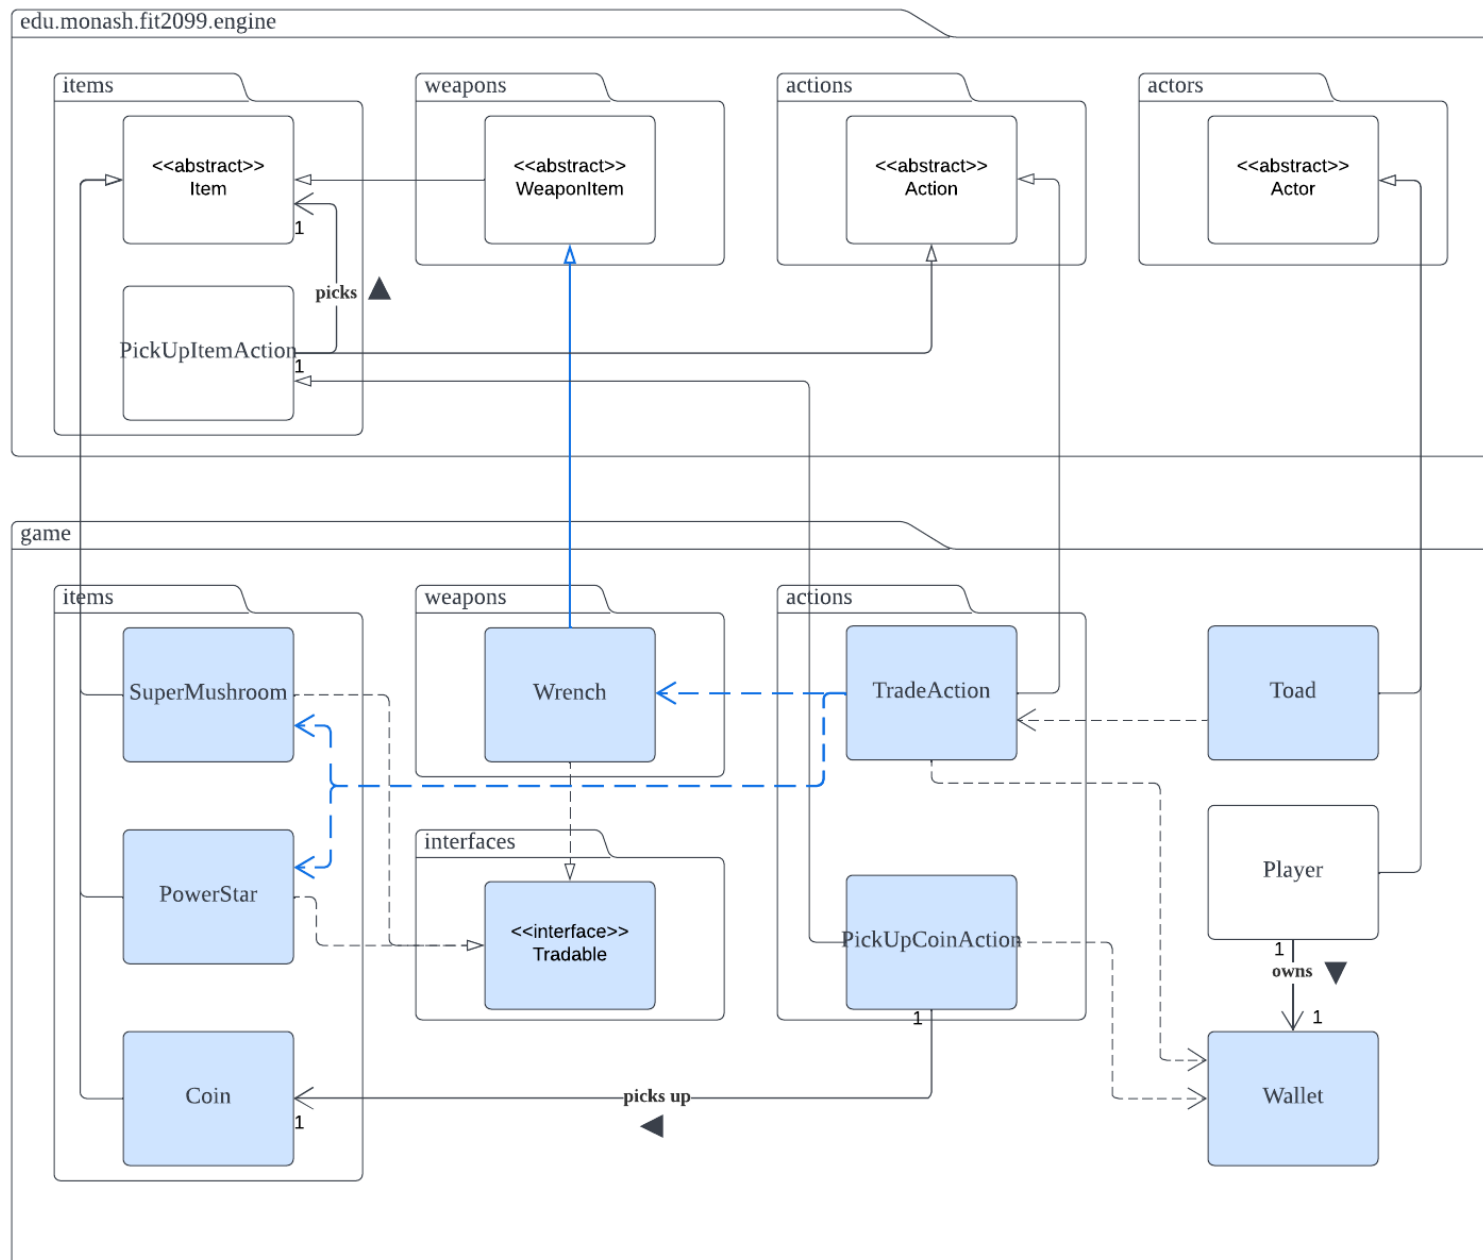 edu.monash.fit2099.engine
items
weapons
actions
actors
<<abstract>>
Item
<<abstract>>
WeaponItem
<<abstract>>
Action
<<abstract>>
Actor
1
picks
PickUpItemAction
1
game
items
weapons
actions
SuperMushroom
Wrench
TradeAction
Toad
interfaces
PowerStar
<<interface>>
Tradable
PickUpCoinAction
Player
1
owns
1
1
Coin
picks up
1
Wallet